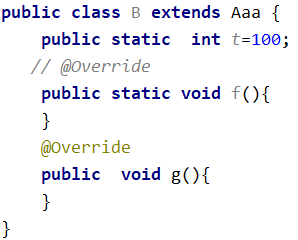 public class B extends Aaa {
    public static  int t=100;
   // @Override
    public static void f(){
    }
    @Override
    public  void g(){
    }
}